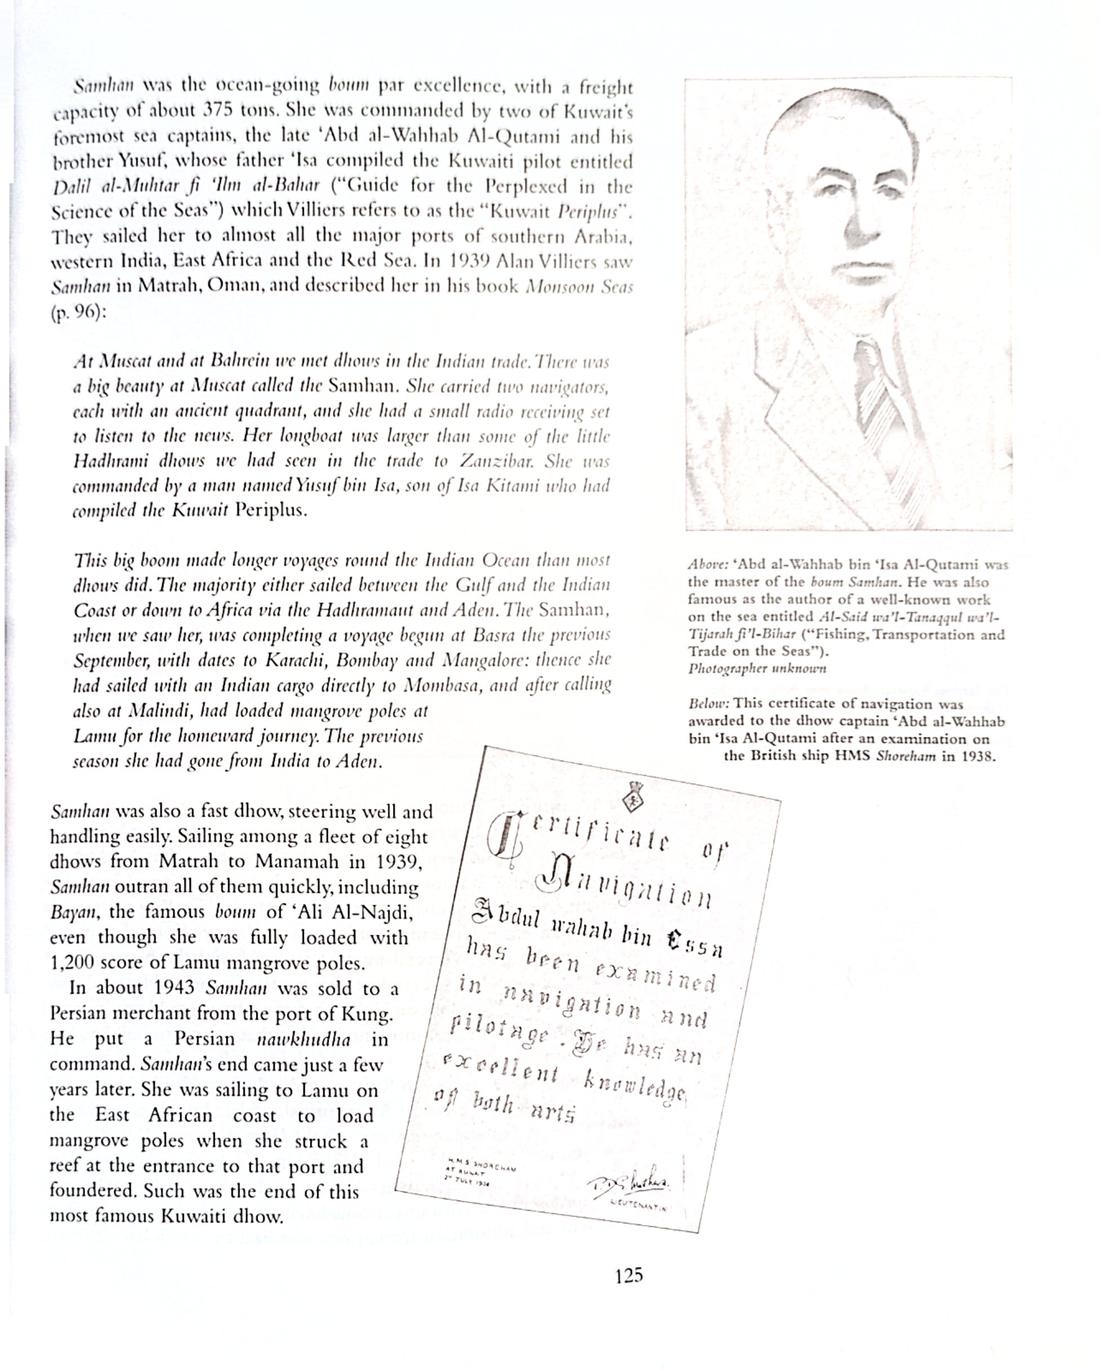 Samhan was the ocean-going boum par excellence, with a freight
capacity of about 375 tons. She was commanded by two of Kuwait's
foremost sea captains, the late ‘Abd al-Wahhab Al-Qutami and his
brother Yusuf, whose father ‘Isa compiled the Kuwaiti pilot entitled
Dalil al-Muhtar fi ‘Ilm al-Bahar (“Guide for the Perplexed in the
Science of the Seas”) which Villiers refers to as the “Kuwait Periplus”.
They sailed her to almost all the major ports of southern Arabia,
western India, East Africa and the Red Sea. In 1939 Alan Villiers saw
Samhan in Matrah, Oman, and described her in his book Monsoon Seas
(p. 96):
At Muscat and at Bahrein we met dhows in the Indian trade. There was
a big beauty at Muscat called the Samhan. She carried two navigators,
each with an ancient quadrant, and she had a small radio receiving set
to listen to the news. Her longboat was larger than some of the little
Hadhrami dhows we had seen in the trade to Zanzibar. She was
commanded by a man named Yusuf bin Isa, son of Isa Kitami who had
compiled the Kuwait Periplus.
This big boom made longer voyages round the Indian Ocean than most
dhows did. The majority either sailed between the Gulf and the Indian
Coast or down to Africa via the Hadhramaut and Aden. The Samhan,
when we saw her, was completing a voyage begun at Basra the previous
September, with dates to Karachi, Bombay and Mangalore: thence she
had sailed with an Indian cargo directly to Mombasa, and after calling
also at Malindi, had loaded mangrove poles at
Lamu for the homeward journey. The previous
season she had gone from India to Aden.
Samhan was also a fast dhow, steering well and
handling easily. Sailing among a fleet of eight
dhows from Matrah to Manamah in 1939,
Samhan outran all of them quickly, including
Bayan, the famous boum of ‘Ali Al-Najdi,
even though she was fully loaded with
1,200 score of Lamu mangrove poles.
In about 1943 Samhan was sold to a
Persian merchant from the port of Kung.
He put a Persian nawkhudha in
command. Samhan's end came just a few
years later. She was sailing to Lamu on
the East African coast to load
mangrove poles when she struck a
reef at the entrance to that port and
foundered. Such was the end of this
most famous Kuwaiti dhow.
Above: ‘Abd al-Wahhab bin ‘Isa Al-Qutami was
the master of the boum Samhan. He was also
famous as the author of a well-known work
on the sea entitled Al-Said wa'l-Tanaqqul wa'l-
Tijarah fi'l-Bihar (“Fishing, Transportation and
Trade on the Seas”).
Photographer unknown
Below: This certificate of navigation was
awarded to the dhow captain ‘Abd al-Wahhab
bin ‘Isa Al-Qutami after an examination on
the British ship HMS Shoreham in 1938.
Certificate of
Navigation
Abdul wahab bin Essa
has been examined
in navigation and
pilotage. He has an
excellent knowledge
of both arts
H.M.S SHOREHAM
AT KUWAIT
2ND JULY 1938
LIEUTENANT
125